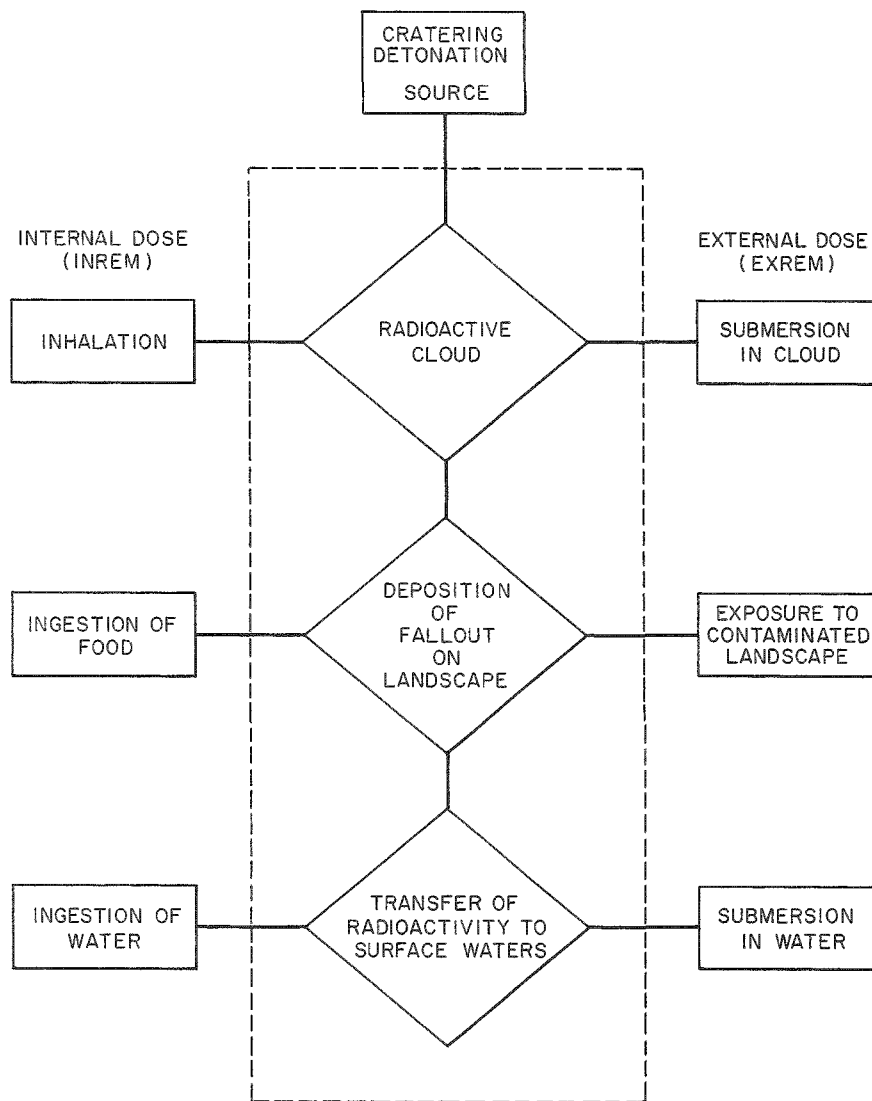 CRATERING
DETONATION
SOURCE
INTERNAL DOSE
(INREM)
EXTERNAL DOSE
(EXREM)
INHALATION
RADIOACTIVE
CLOUD
SUBMERSION
IN CLOUD
INGESTION OF
FOOD
DEPOSITION
OF
FALLOUT
ON
LANDSCAPE
EXPOSURE TO
CONTAMINATED
LANDSCAPE
INGESTION OF
WATER
TRANSFER OF
RADIOACTIVITY TO
SURFACE WATERS
SUBMERSION
IN WATER